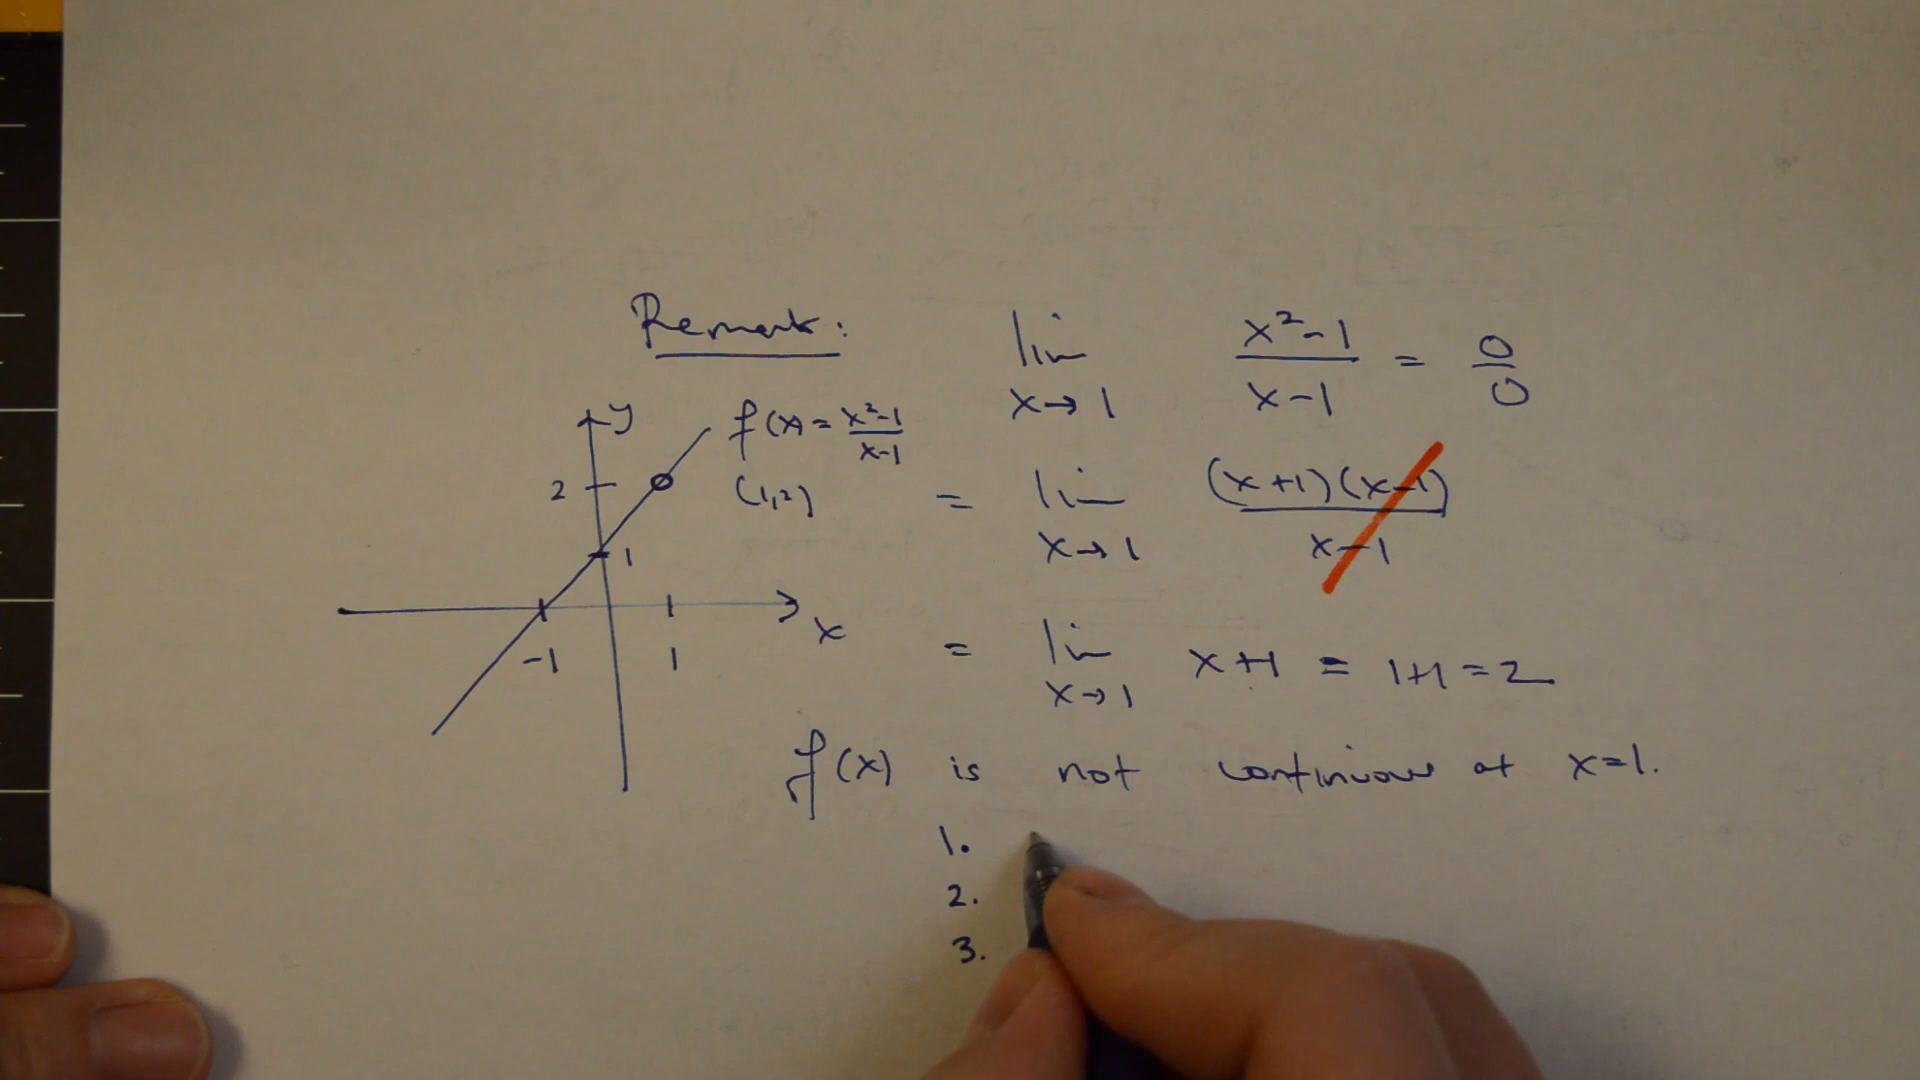 Remark: lim x→1 x²-1 / x-1 = 0/0
y
f(x) = x²-1 / x-1
2
(1,2)
= lim x→1 (x+1)(x-1) / x-1
1
x
-1
1
= lim x→1 x+1 = 1+1=2
f(x) is not continuous at x=1.
1.
2.
3.